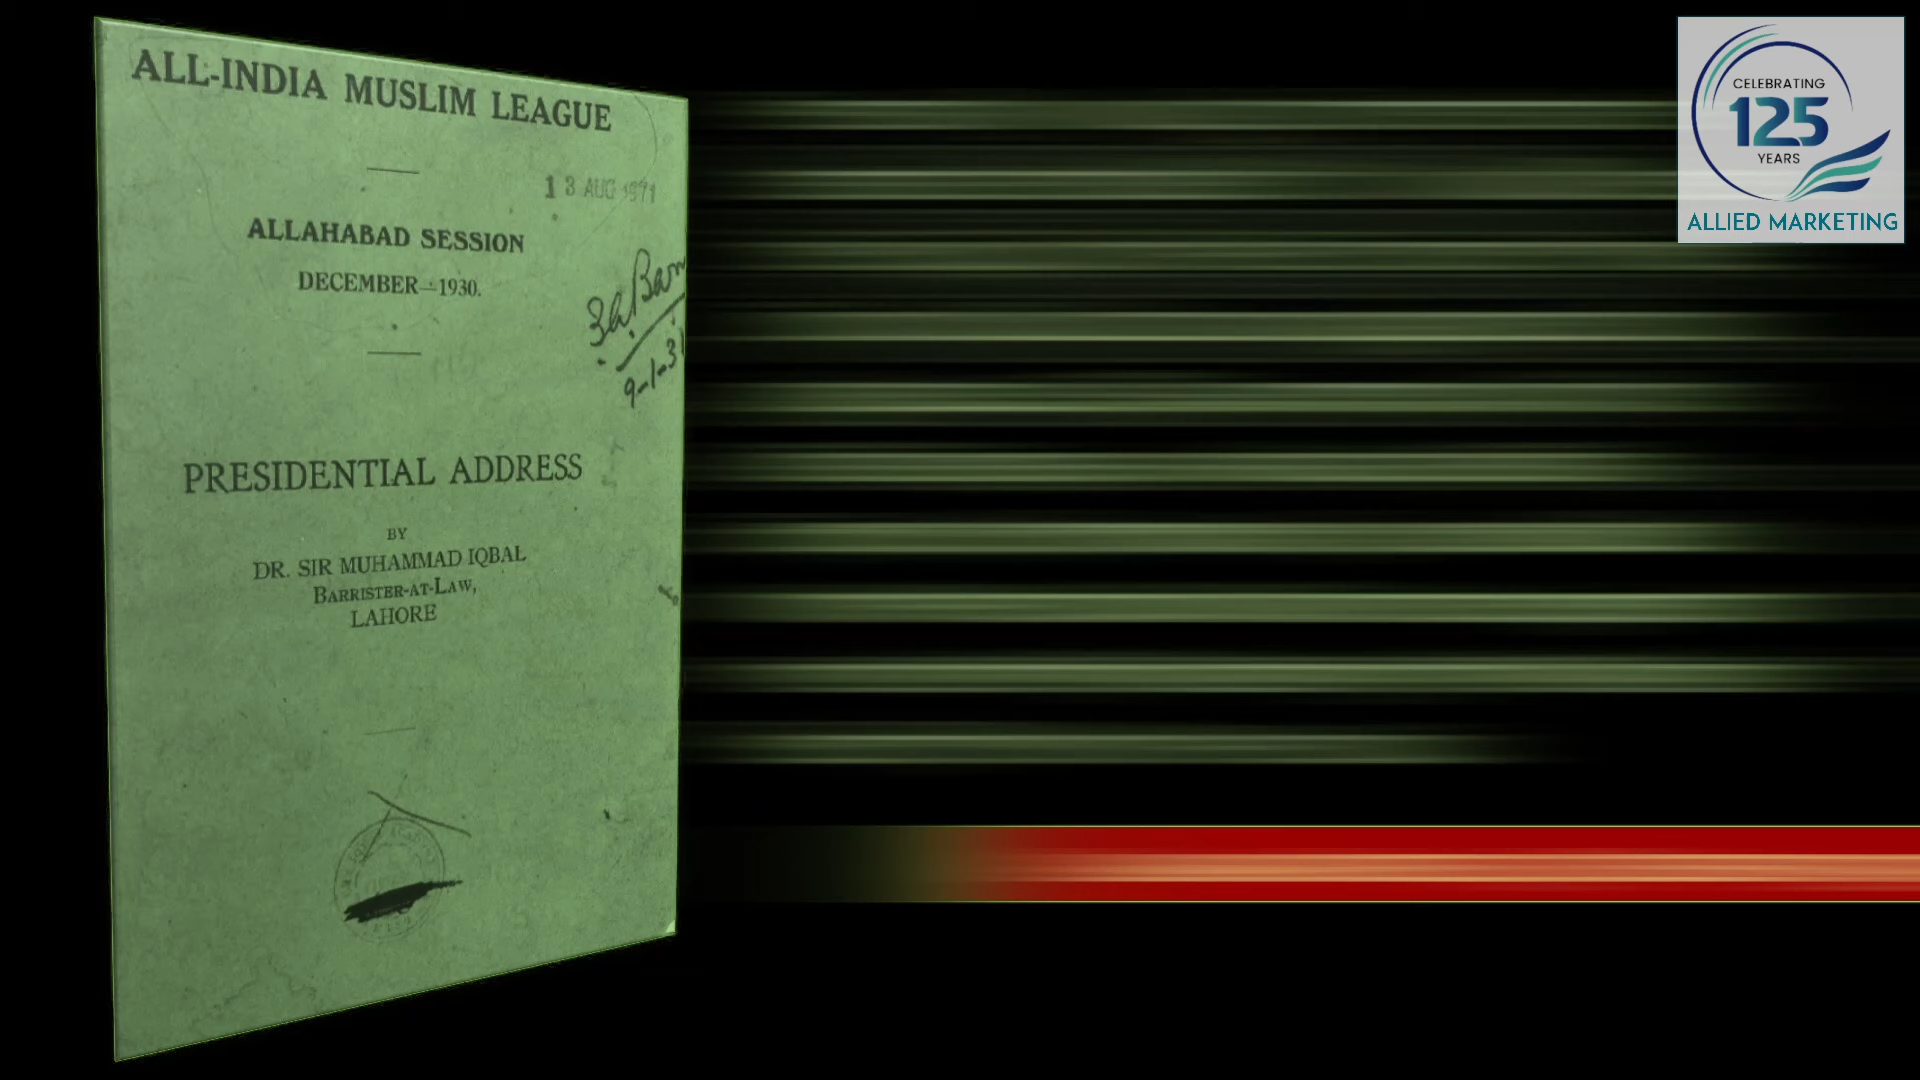 ALL-INDIA MUSLIM LEAGUE
13 AUG 1971
ALLAHABAD SESSION
DECEMBER—1930.
9-1-31
PRESIDENTIAL ADDRESS
BY
DR. SIR MUHAMMAD IQBAL
BARRISTER-AT-LAW,
LAHORE
CELEBRATING
125
YEARS
ALLIED MARKETING